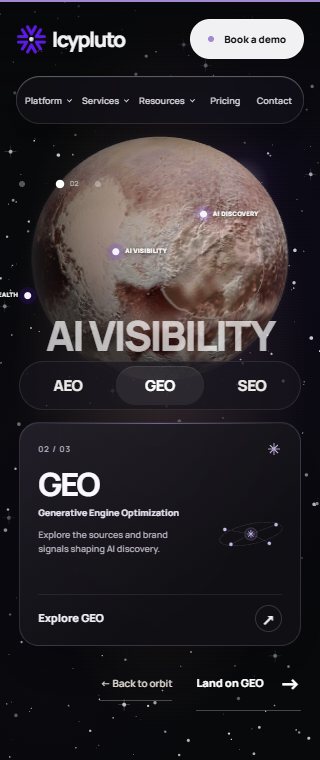 Icypluto
Book a demo
Platform Services Resources Pricing Contact
02
AI DISCOVERY
AI VISIBILITY
EALTH
AI VISIBILITY
AEO GEO SEO
02 / 03
GEO
Generative Engine Optimization
Explore the sources and brand
signals shaping AI discovery.
Explore GEO
← Back to orbit Land on GEO →